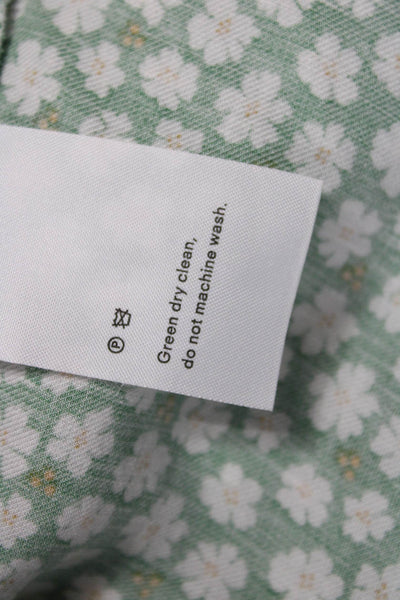 Ⓟ
Green dry clean,
do not machine wash.